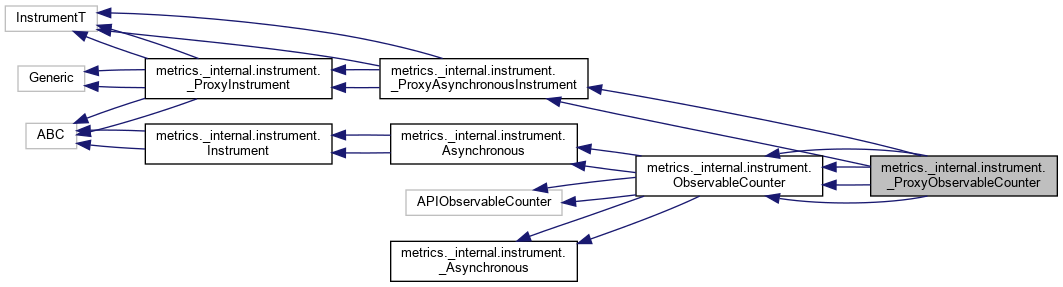 InstrumentT
Generic
ABC
metrics._internal.instrument.
_ProxyInstrument
metrics._internal.instrument.
Instrument
metrics._internal.instrument.
_ProxyAsynchronousInstrument
metrics._internal.instrument.
Asynchronous
APIObservableCounter
metrics._internal.instrument.
_Asynchronous
metrics._internal.instrument.
ObservableCounter
metrics._internal.instrument.
_ProxyObservableCounter